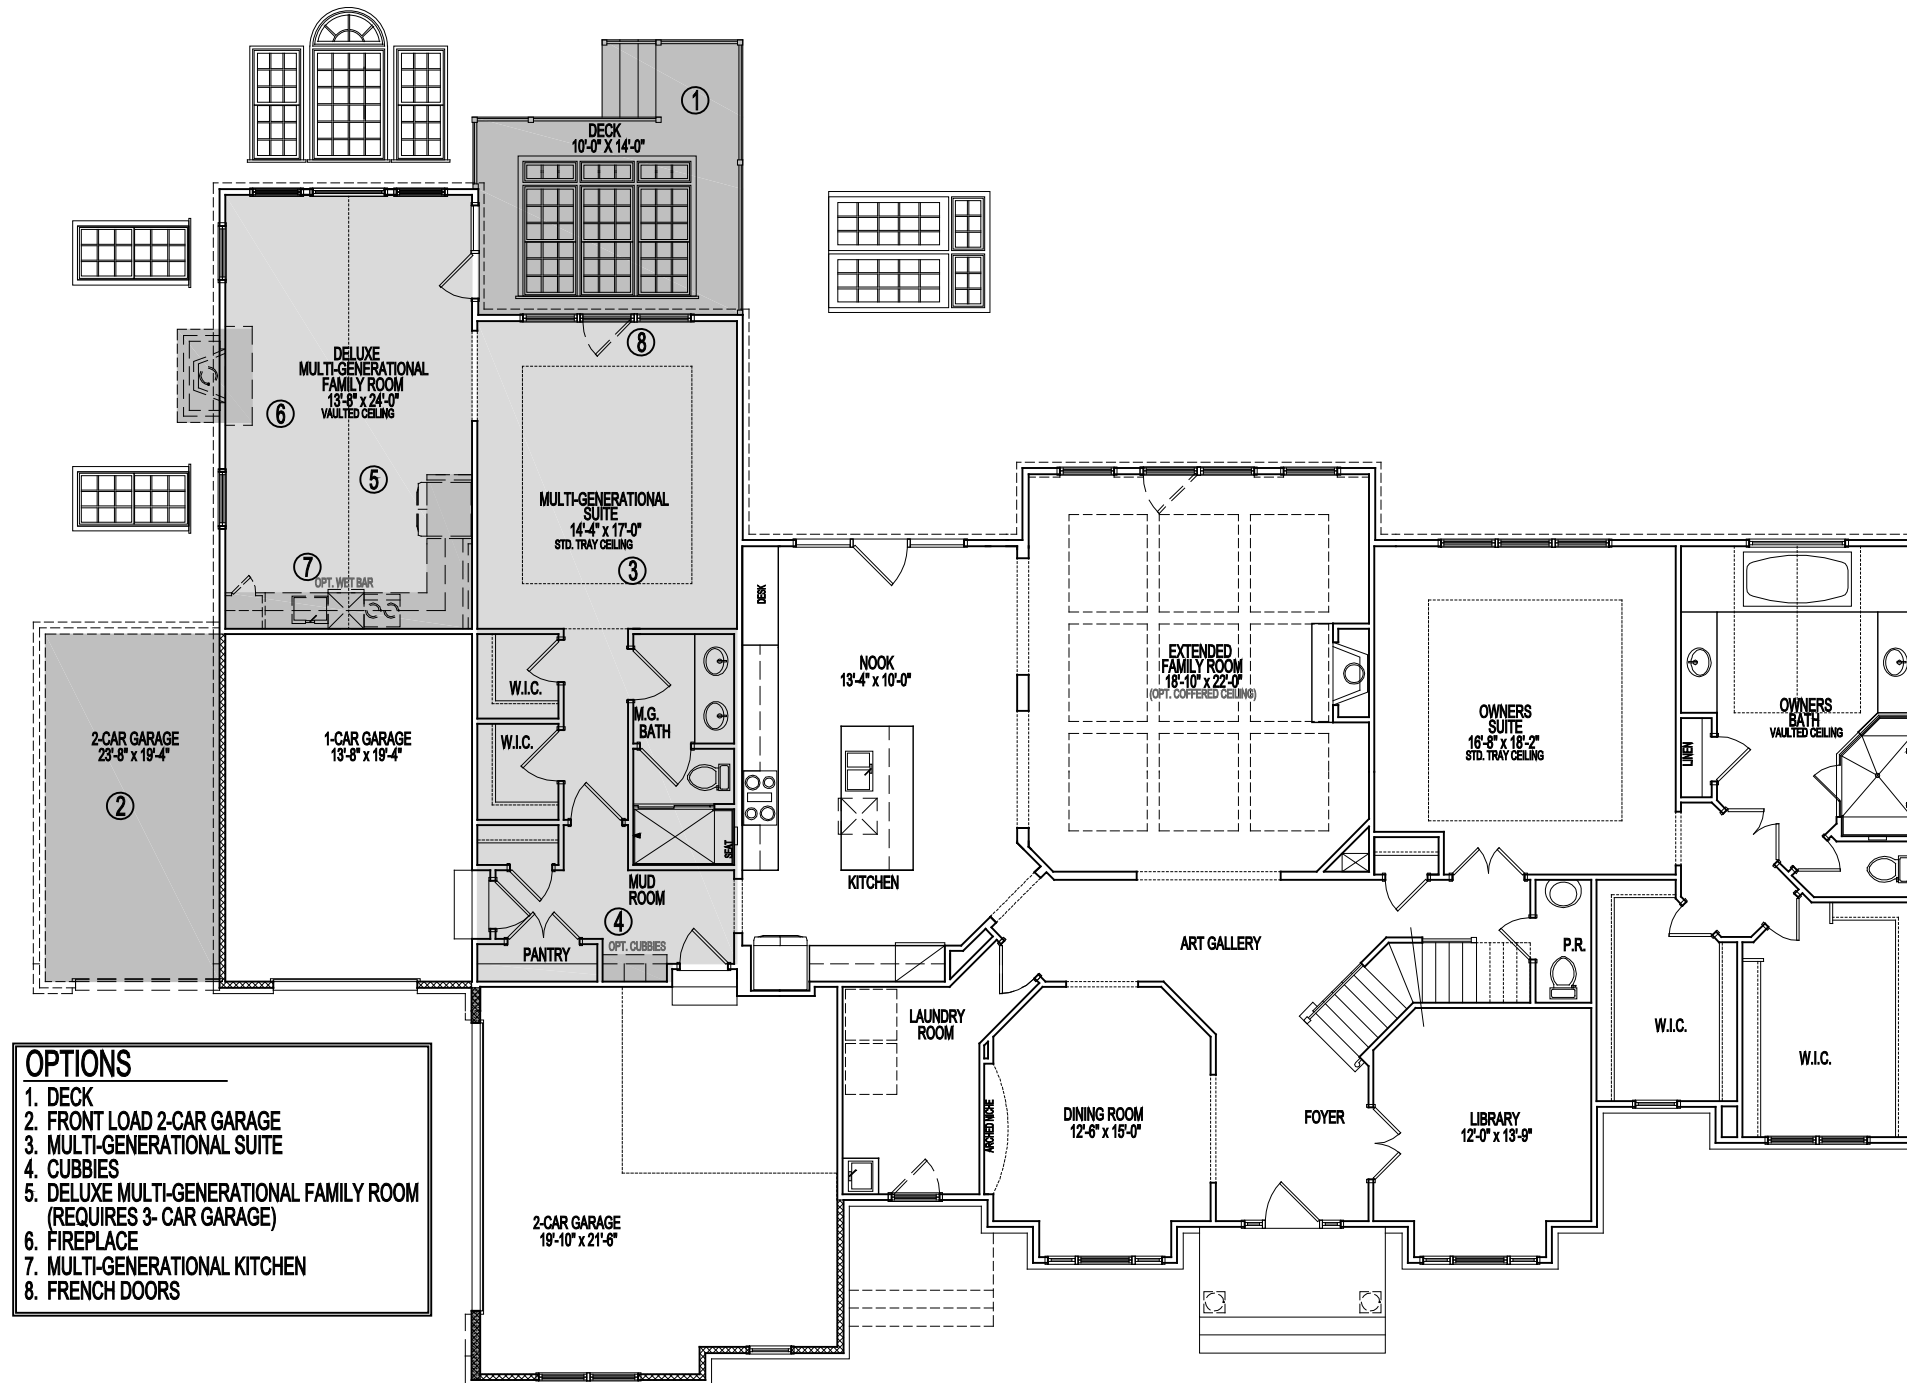 1
DECK
10'-0" X 14'-0"
8
DELUXE
MULTI-GENERATIONAL
FAMILY ROOM
13'-8" x 24'-0"
VAULTED CEILING
6
5
MULTI-GENERATIONAL
SUITE
14'-4" x 17'-0"
STD. TRAY CEILING
3
7
OPT. WET BAR
DESK
NOOK
13'-4" x 10'-0"
EXTENDED
FAMILY ROOM
18'-10" x 22'-0"
(OPT. COFFERED CEILING)
OWNERS
SUITE
16'-8" x 18'-2"
STD. TRAY CEILING
OWNERS
BATH
VAULTED CEILING
LINEN
W.I.C.
M.G.
BATH
W.I.C.
2-CAR GARAGE
23'-8" x 19'-4"
2
1-CAR GARAGE
13'-8" x 19'-4"
SEAT
MUD
ROOM
KITCHEN
4
OPT. CUBBIES
PANTRY
ART GALLERY
P.R.
LAUNDRY
ROOM
W.I.C.
W.I.C.
ARCHED NICHE
DINING ROOM
12'-6" x 15'-0"
FOYER
LIBRARY
12'-0" x 13'-9"
2-CAR GARAGE
19'-10" x 21'-6"
OPTIONS
1. DECK
2. FRONT LOAD 2-CAR GARAGE
3. MULTI-GENERATIONAL SUITE
4. CUBBIES
5. DELUXE MULTI-GENERATIONAL FAMILY ROOM
(REQUIRES 3- CAR GARAGE)
6. FIREPLACE
7. MULTI-GENERATIONAL KITCHEN
8. FRENCH DOORS